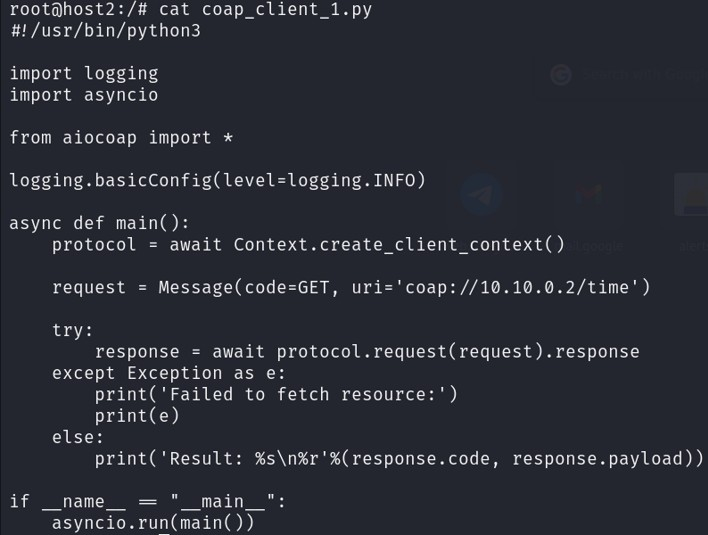 root@host2:/# cat coap_client_1.py
#!/usr/bin/python3
import logging
import asyncio
from aiocoap import *
logging.basicConfig(level=logging.INFO)
async def main():
    protocol = await Context.create_client_context()
    request = Message(code=GET, uri='coap://10.10.0.2/time')
    try:
        response = await protocol.request(request).response
    except Exception as e:
        print('Failed to fetch resource:')
        print(e)
    else:
        print('Result: %s\n%r'%(response.code, response.payload))
if __name__ == "__main__":
    asyncio.run(main())